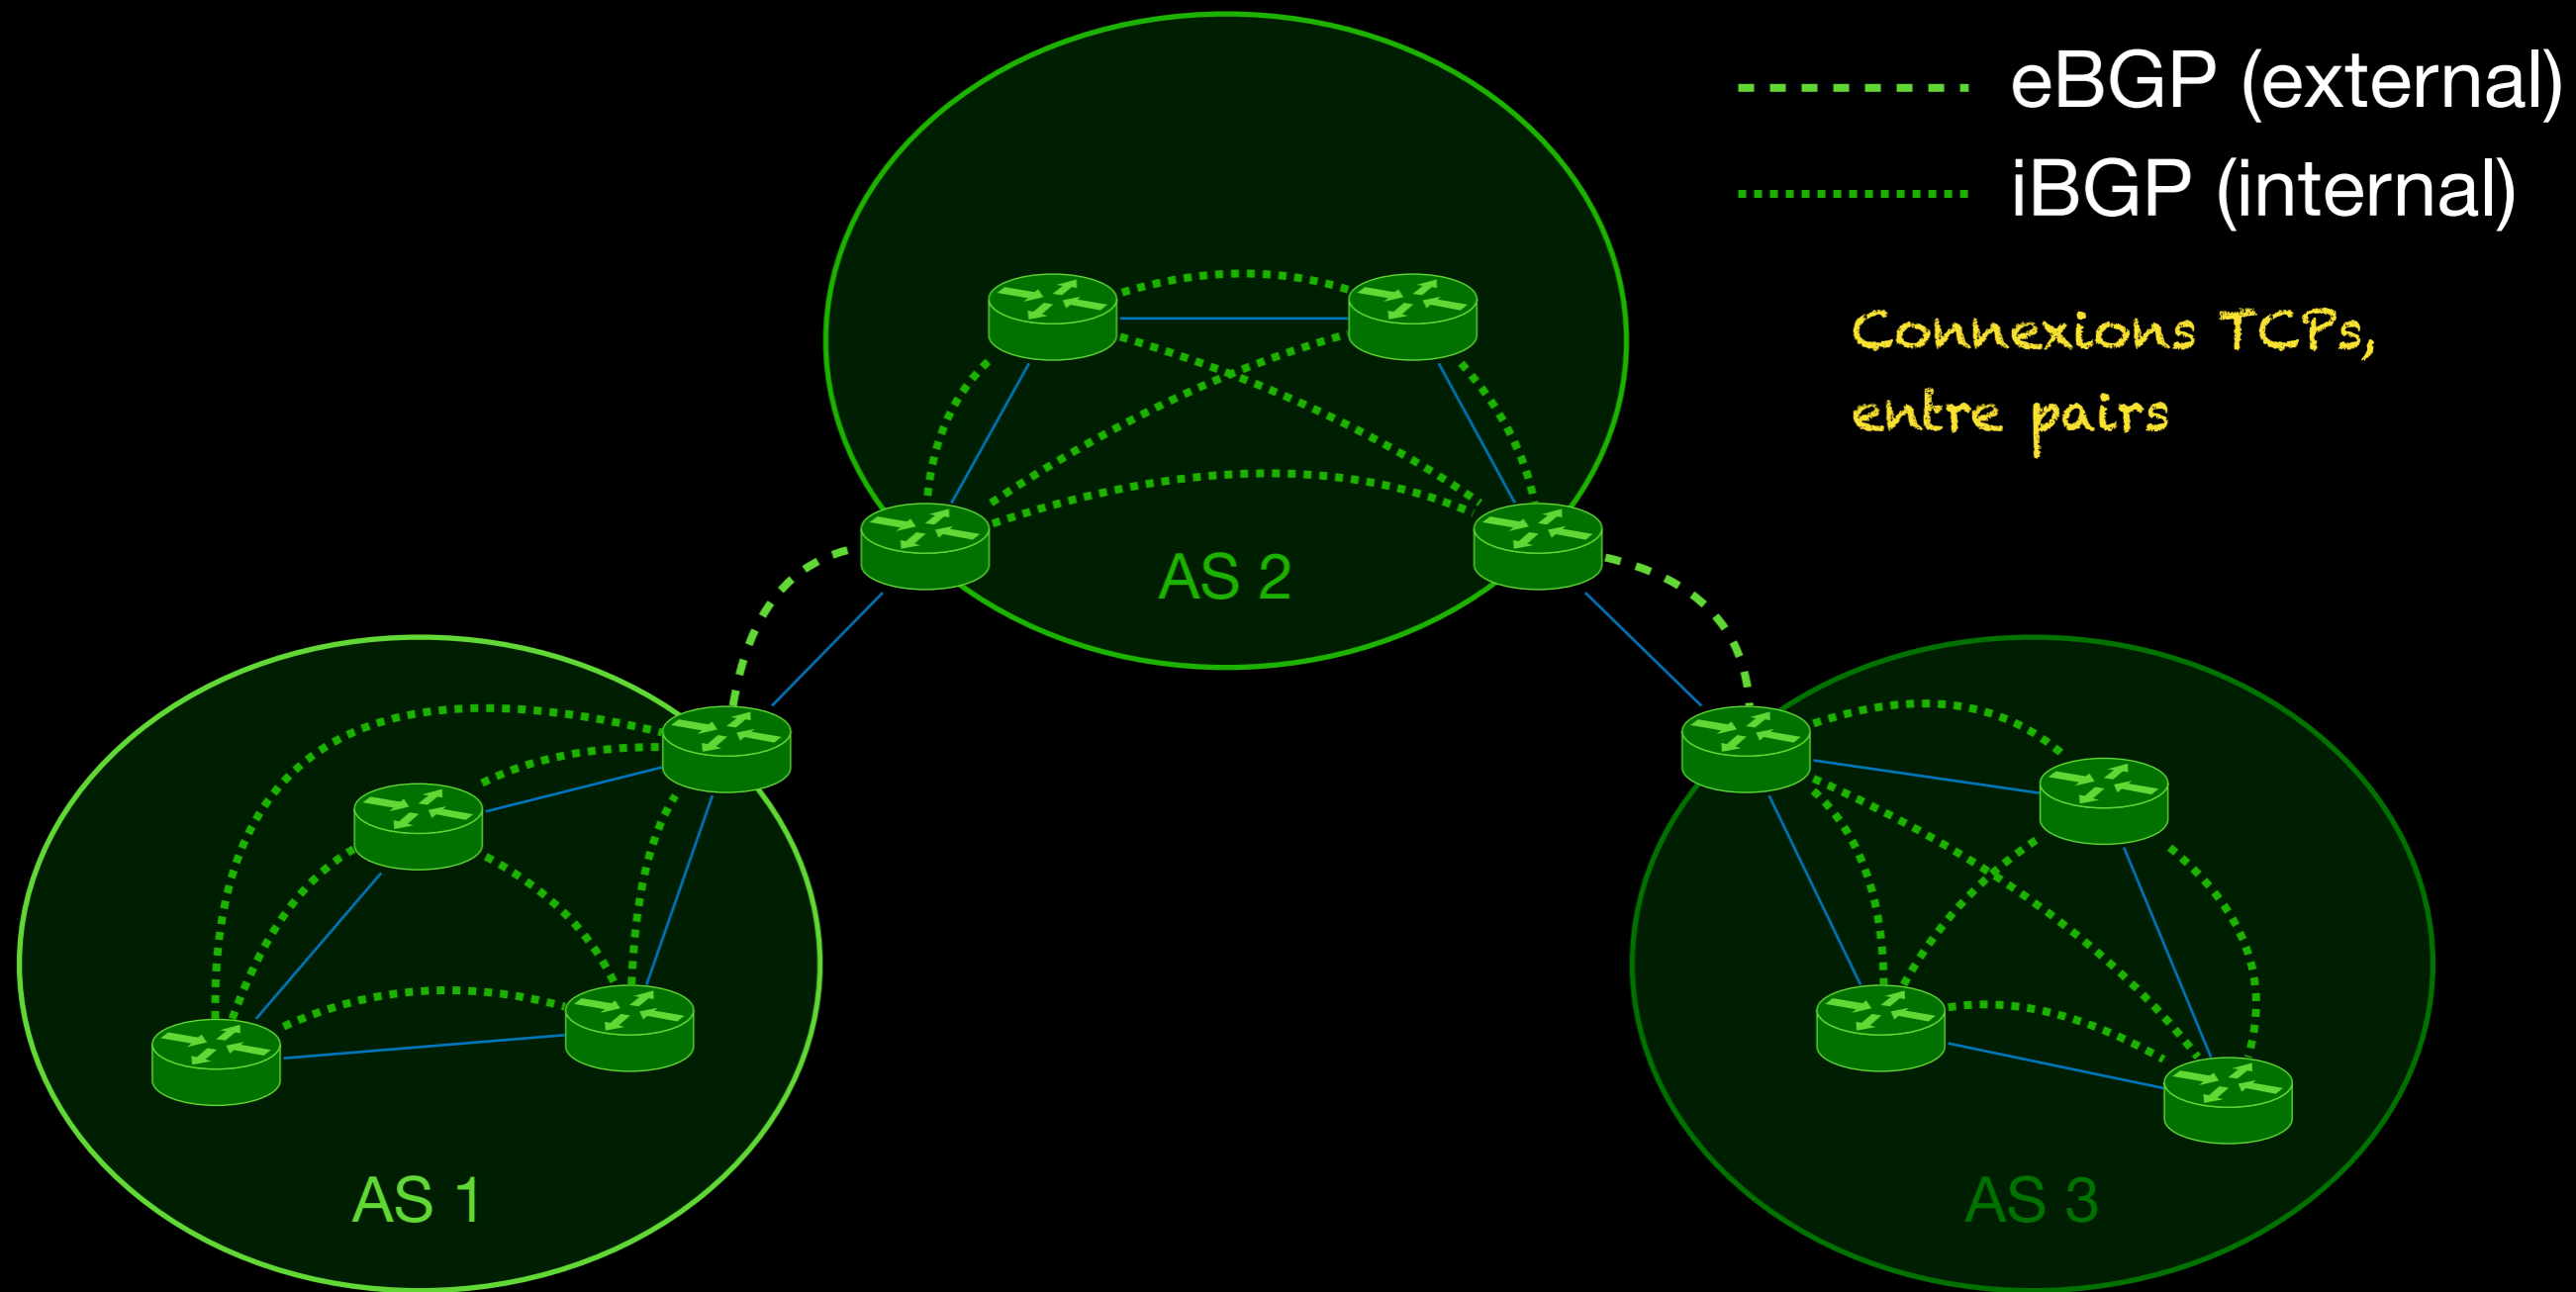 eBGP (external)
iBGP (internal)
Connexions TCPs,
entre pairs
AS 2
AS 1
AS 3